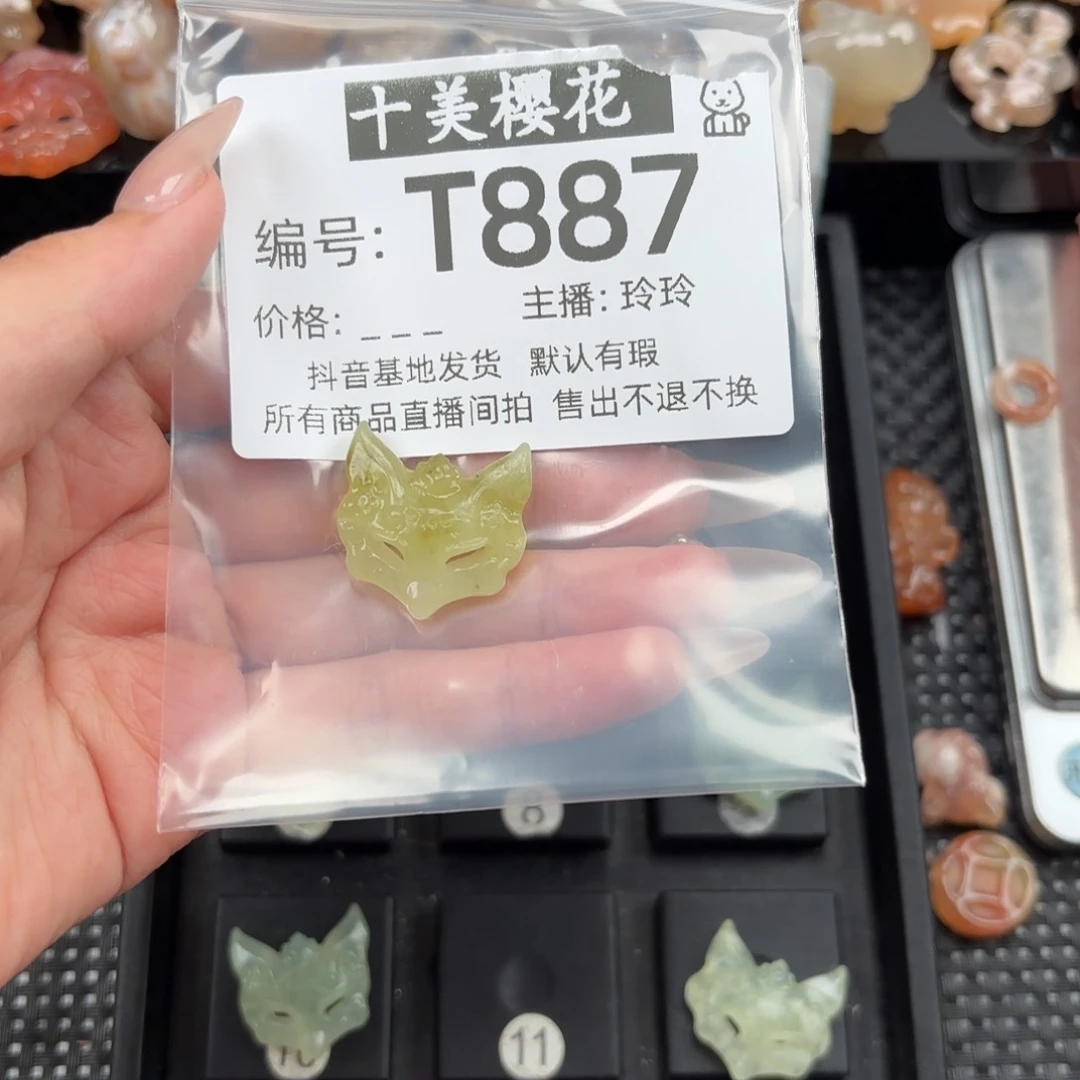 十美樱花
编号: T887
价格: _ _ _ 主播: 玲玲
抖音基地发货 默认有瑕
所有商品直播间拍 售出不退不换
8
10
11